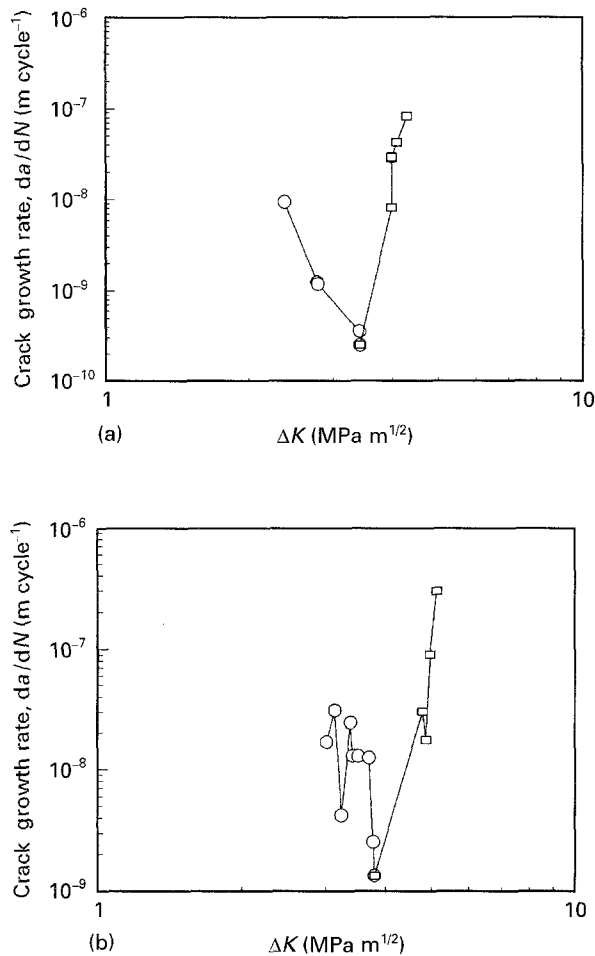 Crack growth rate, da/dN (m cycle⁻¹)
10⁻⁶
10⁻⁷
10⁻⁸
10⁻⁹
10⁻¹⁰
1
10
(a)
ΔK (MPa m¹/²)
Crack growth rate, da/dN (m cycle⁻¹)
10⁻⁶
10⁻⁷
10⁻⁸
10⁻⁹
1
10
(b)
ΔK (MPa m¹/²)